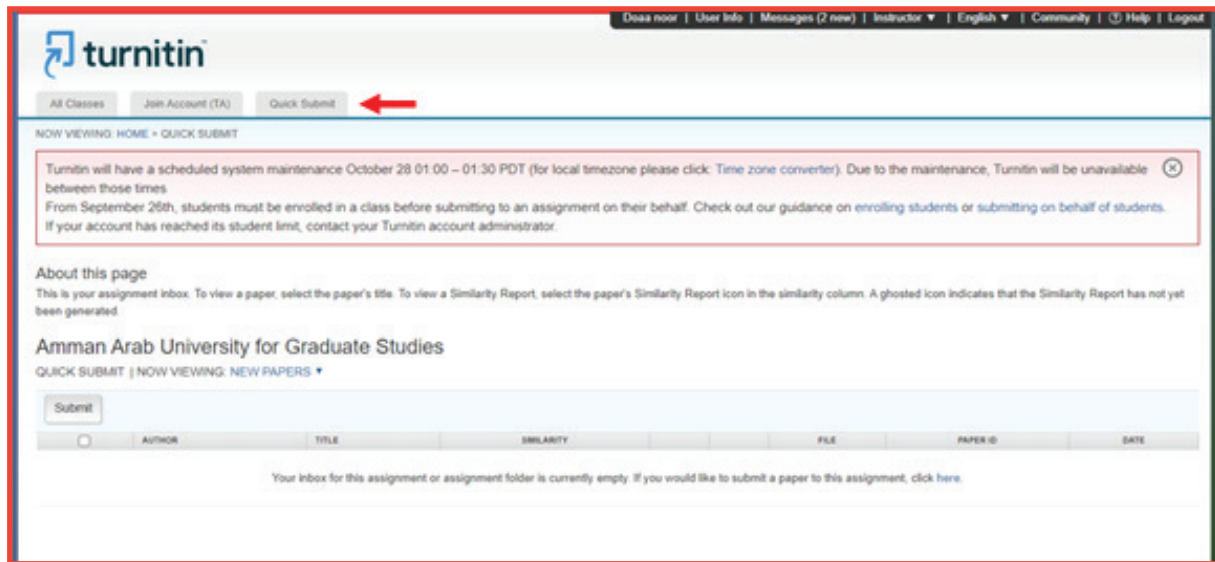 Doaa noor | User Info | Messages (2 new) | Instructor ▼ | English ▼ | Community | ? Help | Logout
turnitin
All Classes Join Account (TA) Quick Submit
NOW VIEWING: HOME > QUICK SUBMIT
Turnitin will have a scheduled system maintenance October 28 01:00 – 01:30 PDT (for local timezone please click: Time zone converter). Due to the maintenance, Turnitin will be unavailable
between those times
From September 26th, students must be enrolled in a class before submitting to an assignment on their behalf. Check out our guidance on enrolling students or submitting on behalf of students.
If your account has reached its student limit, contact your Turnitin account administrator.
About this page
This is your assignment inbox. To view a paper, select the paper's title. To view a Similarity Report, select the paper's Similarity Report icon in the similarity column. A ghosted icon indicates that the Similarity Report has not yet
been generated.
Amman Arab University for Graduate Studies
QUICK SUBMIT | NOW VIEWING: NEW PAPERS ▼
Submit
AUTHOR TITLE SIMILARITY FILE PAPER ID DATE
Your inbox for this assignment or assignment folder is currently empty. If you would like to submit a paper to this assignment, click here.